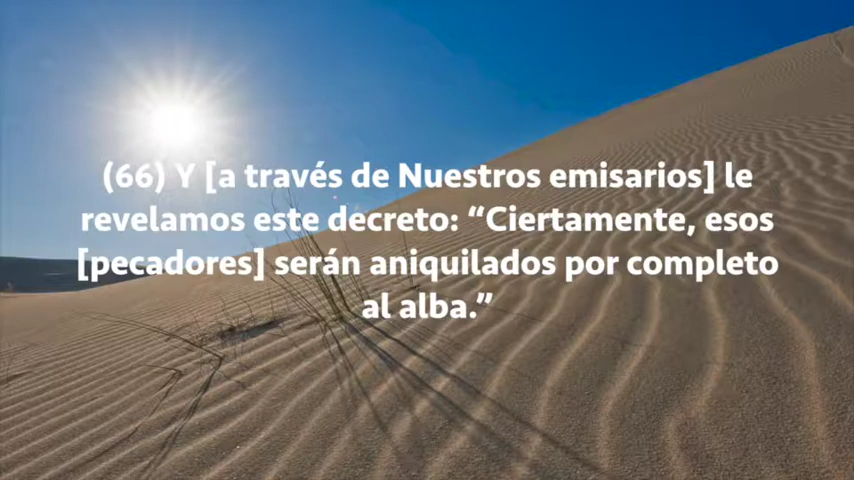 (66) Y [a través de Nuestros emisarios] le
revelamos este decreto: “Ciertamente, esos
[pecadores] serán aniquilados por completo
al alba.”